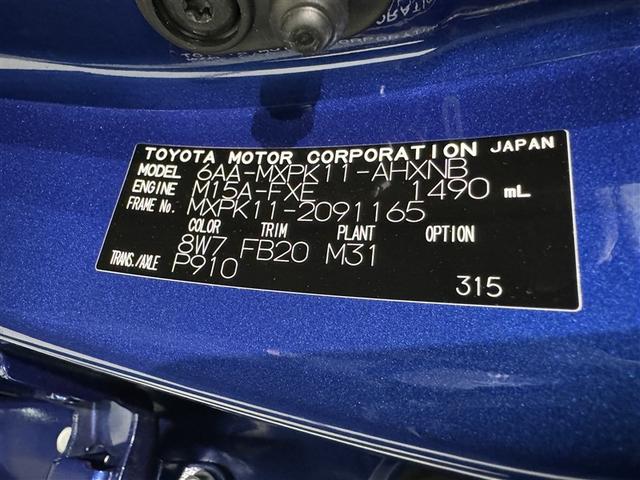 CORPORATION
TOYOTA MOTOR CORPORATION JAPAN
MODEL 6AA-MXPK11-AHXNB
ENGINE M15A-FXE 1490 mL
FRAME No. MXPK11-2091165
COLOR TRIM PLANT OPTION
8W7 FB20 M31
TRANS./AXLE P910
315